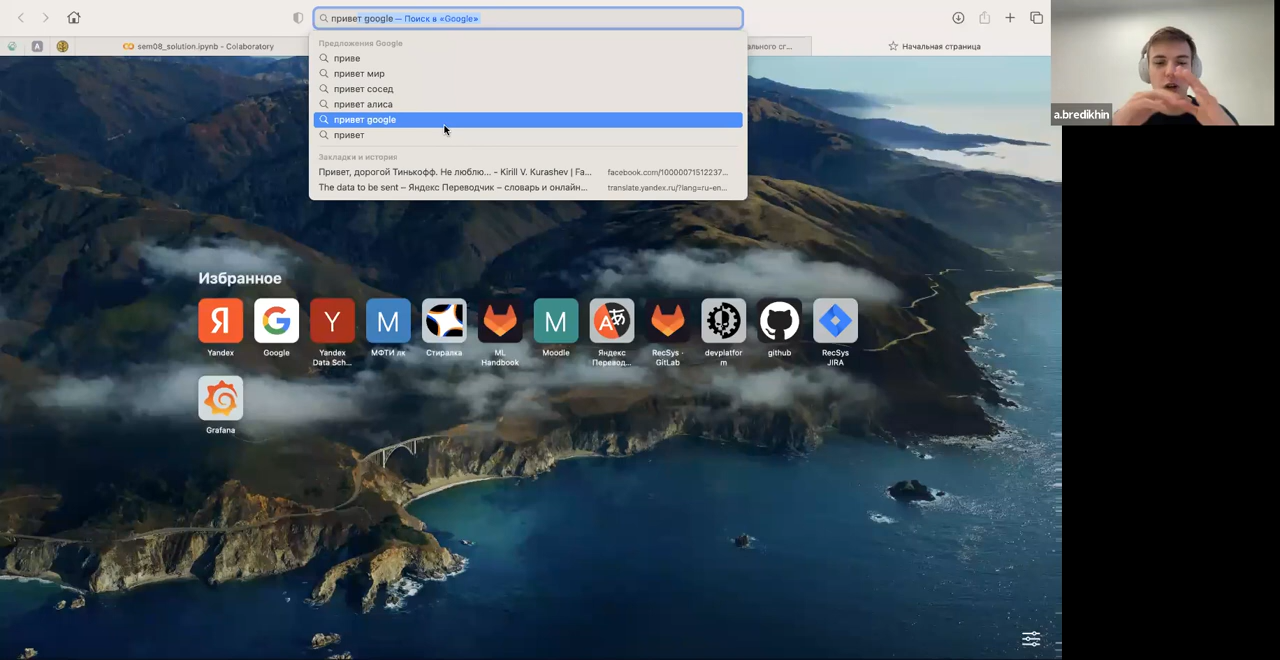 привет google — Поиск в «Google»
sem08_solution.ipynb - Colaboratory
ального сг...
Начальная страница
Предложения Google
приве
привет мир
привет сосед
привет алиса
привет google
привет
Закладки и история
Привет, дорогой Тинькофф. Не люблю... - Kirill V. Kurashev | Fa... facebook.com/10000071512237...
The data to be sent – Яндекс Переводчик – словарь и онлайн... translate.yandex.ru/?lang=ru-en...
a.bredikhin
Избранное
Я
G
Y
M
M
Yandex
Google
Yandex Data Sch...
МФТИ лк
Стиралка
ML Handbook
Moodle
Яндекс Перевод...
RecSys - GitLab
devplatform
github
RecSys JIRA
Grafana